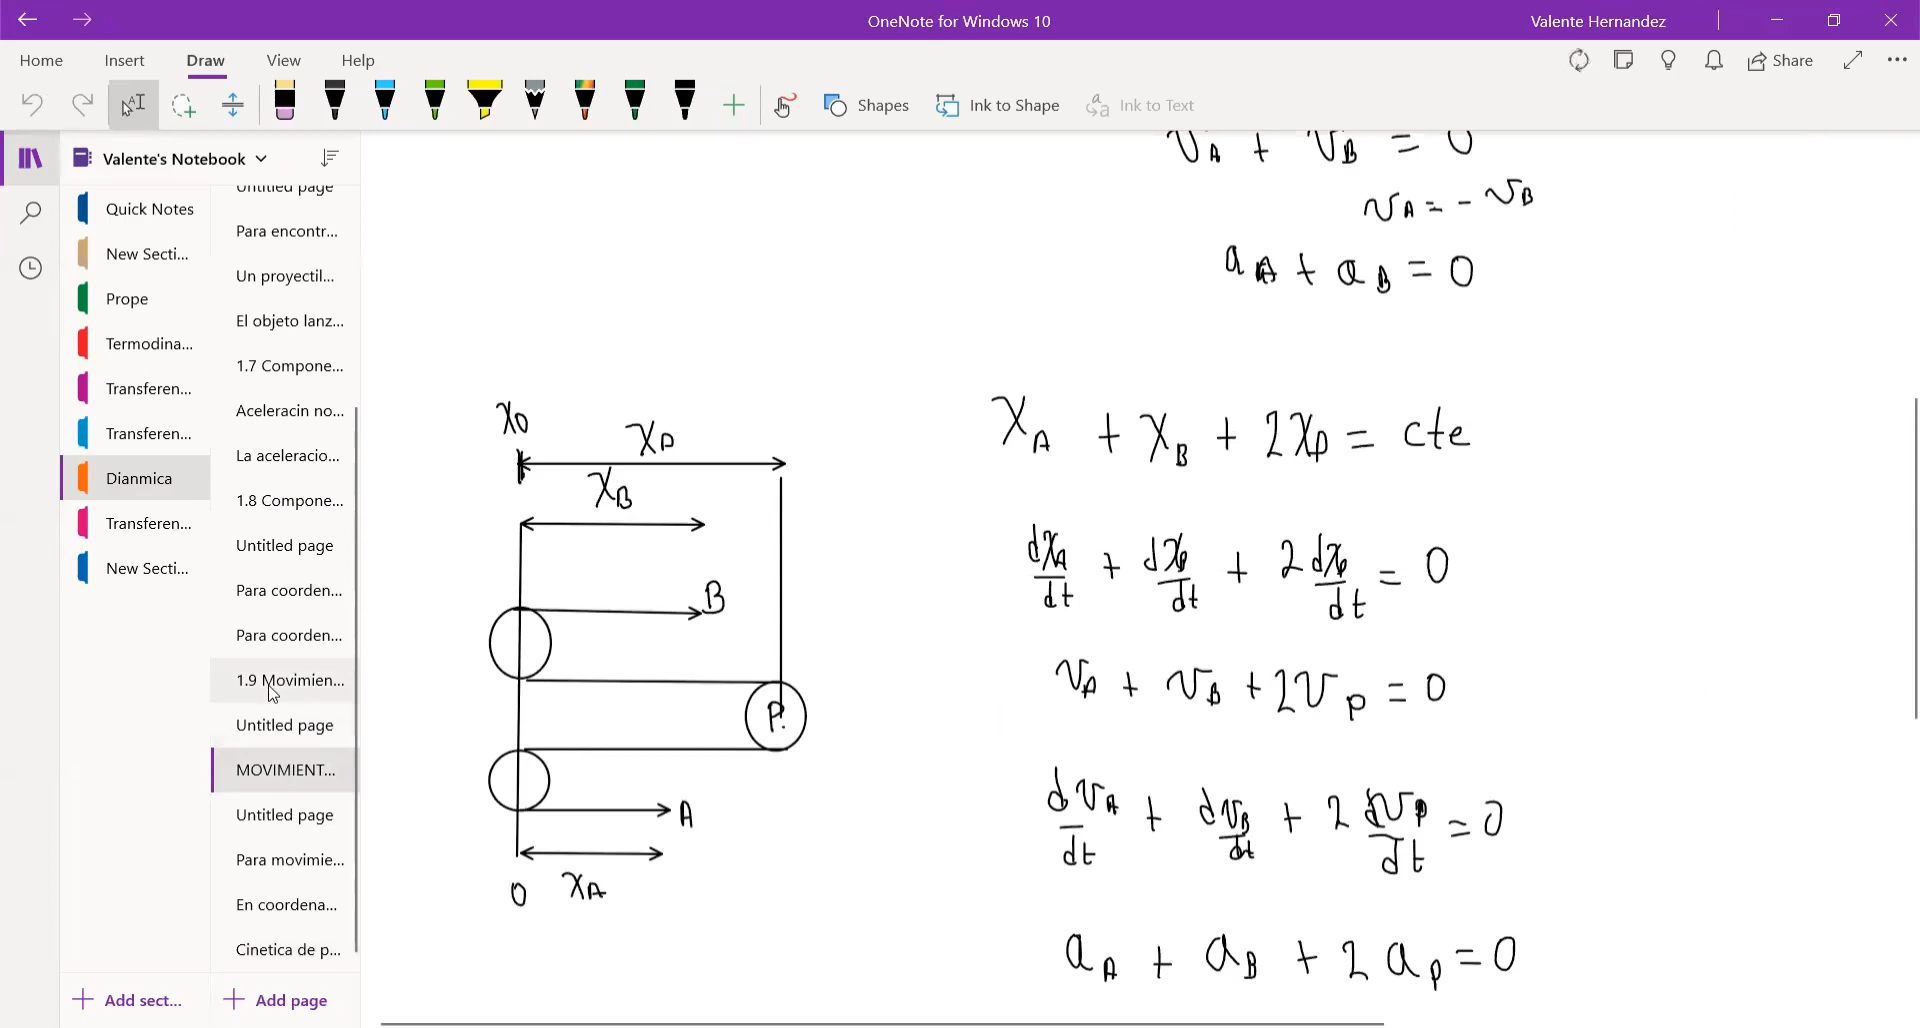 OneNote for Windows 10
Valente Hernandez
Home Insert Draw View Help
Share
Shapes Ink to Shape Ink to Text
Valente's Notebook
Quick Notes
New Secti...
Prope
Termodina...
Transferen...
Transferen...
Dianmica
Transferen...
New Secti...
Add sect...
Untitled page
Para encontr...
Un proyectil...
El objeto lanz...
1.7 Compone...
Aceleracin no...
La aceleracio...
1.8 Compone...
Untitled page
Para coorden...
Para coorden...
1.9 Movimien...
Untitled page
MOVIMIENT...
Untitled page
Para movimie...
En coordena...
Cinetica de p...
Add page
v_A + v_B = 0
v_A = - v_B
a_A + a_B = 0
x_0
x_P
x_B
B
P
A
0 x_A
x_A + x_B + 2x_P = cte
dx_A/dt + dx_B/dt + 2 dx_P/dt = 0
v_A + v_B + 2v_P = 0
dv_A/dt + dv_B/dt + 2 dv_P/dt = 0
a_A + a_B + 2 a_P = 0